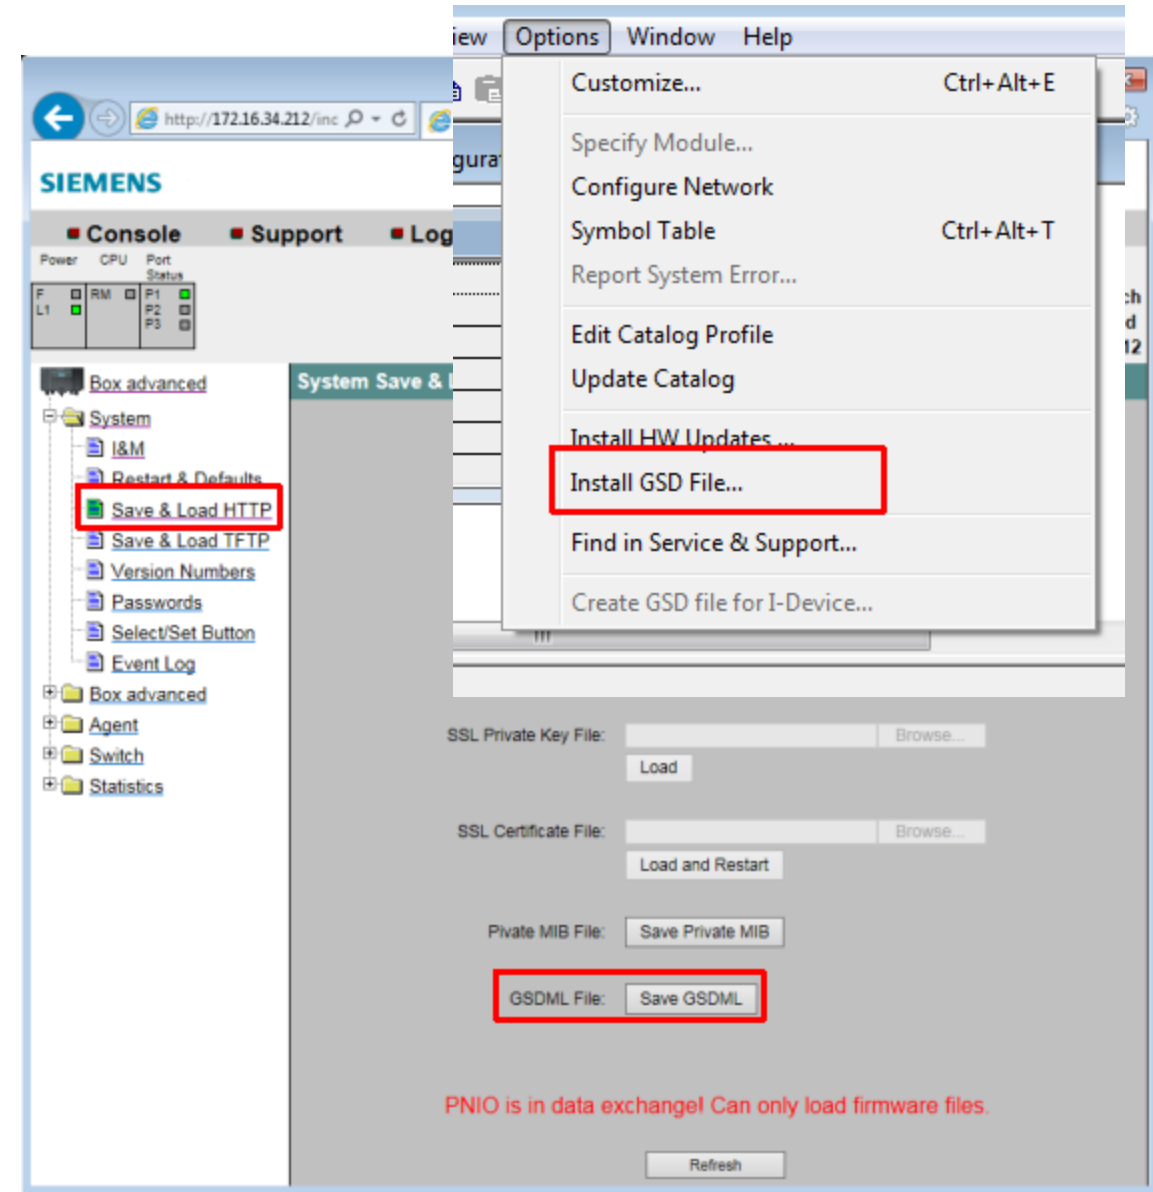 iew Options Window Help
Customize... Ctrl+Alt+E
Specify Module...
Configure Network
Symbol Table Ctrl+Alt+T
Report System Error...
Edit Catalog Profile
Update Catalog
Install HW Updates ...
Install GSD File...
Find in Service & Support...
Create GSD file for I-Device...
http://172.16.34.212/inc
gura
SIEMENS
Console Support Log
Power CPU Port
Status
F RM P1
L1 P2
P3
ch
d
12
Box advanced
System
I&M
Restart & Defaults
Save & Load HTTP
Save & Load TFTP
Version Numbers
Passwords
Select/Set Button
Event Log
Box advanced
Agent
Switch
Statistics
System Save &
SSL Private Key File: Browse...
Load
SSL Certificate File: Browse...
Load and Restart
Pivate MIB File: Save Private MIB
GSDML File: Save GSDML
PNIO is in data exchange! Can only load firmware files.
Refresh